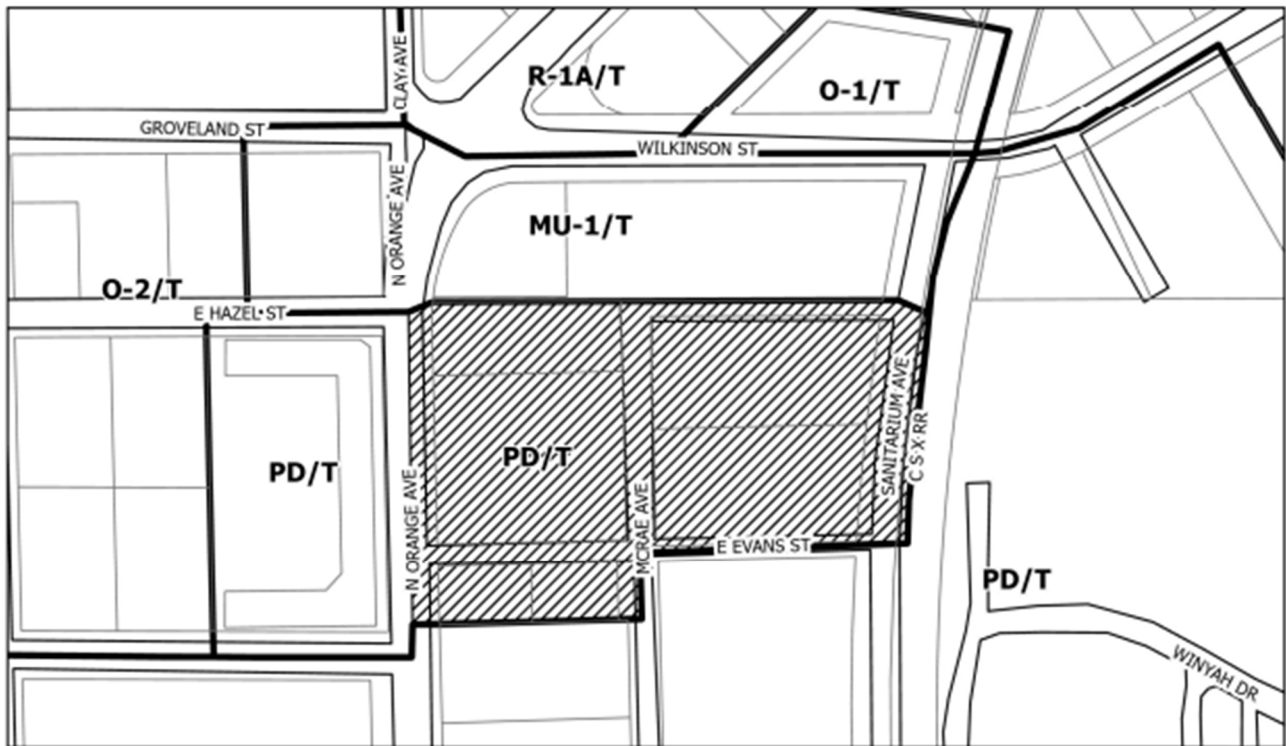 CLAY AVE
R-1A/T
O-1/T
GROVELAND ST
WILKINSON ST
N ORANGE AVE
MU-1/T
O-2/T
E HAZEL ST
SANITARIUM AVE
C S X RR
PD/T
PD/T
N ORANGE AVE
MCRAE AVE
E EVANS ST
PD/T
WINYAH DR